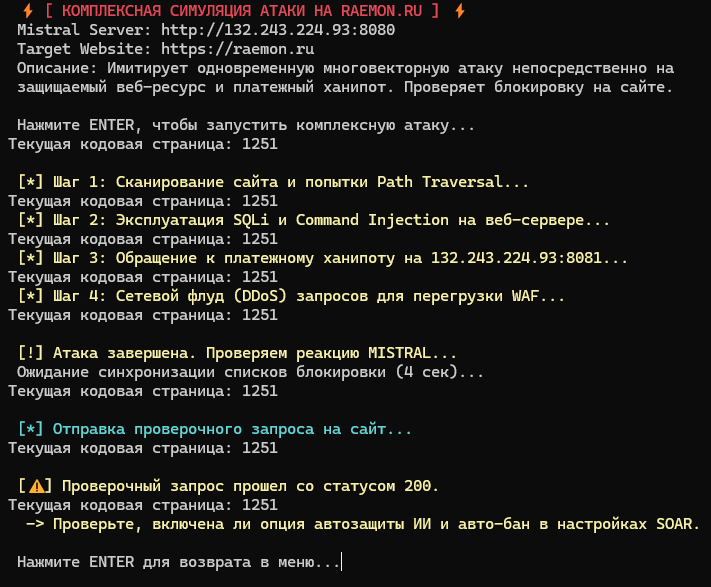 ⚡ [ КОМПЛЕКСНАЯ СИМУЛЯЦИЯ АТАКИ НА RAEMON.RU ] ⚡
Mistral Server: http://132.243.224.93:8080
Target Website: https://raemon.ru
Описание: Имитирует одновременную многовекторную атаку непосредственно на
защищаемый веб-ресурс и платежный ханипот. Проверяет блокировку на сайте.
Нажмите ENTER, чтобы запустить комплексную атаку...
Текущая кодовая страница: 1251
[*] Шаг 1: Сканирование сайта и попытки Path Traversal...
Текущая кодовая страница: 1251
[*] Шаг 2: Эксплуатация SQLi и Command Injection на веб-сервере...
Текущая кодовая страница: 1251
[*] Шаг 3: Обращение к платежному ханипоту на 132.243.224.93:8081...
Текущая кодовая страница: 1251
[*] Шаг 4: Сетевой флуд (DDoS) запросов для перегрузки WAF...
Текущая кодовая страница: 1251
[!] Атака завершена. Проверяем реакцию MISTRAL...
Ожидание синхронизации списков блокировки (4 сек)...
Текущая кодовая страница: 1251
[*] Отправка проверочного запроса на сайт...
Текущая кодовая страница: 1251
[⚠️] Проверочный запрос прошел со статусом 200.
Текущая кодовая страница: 1251
-> Проверьте, включена ли опция автозащиты ИИ и авто-бан в настройках SOAR.
Нажмите ENTER для возврата в меню...